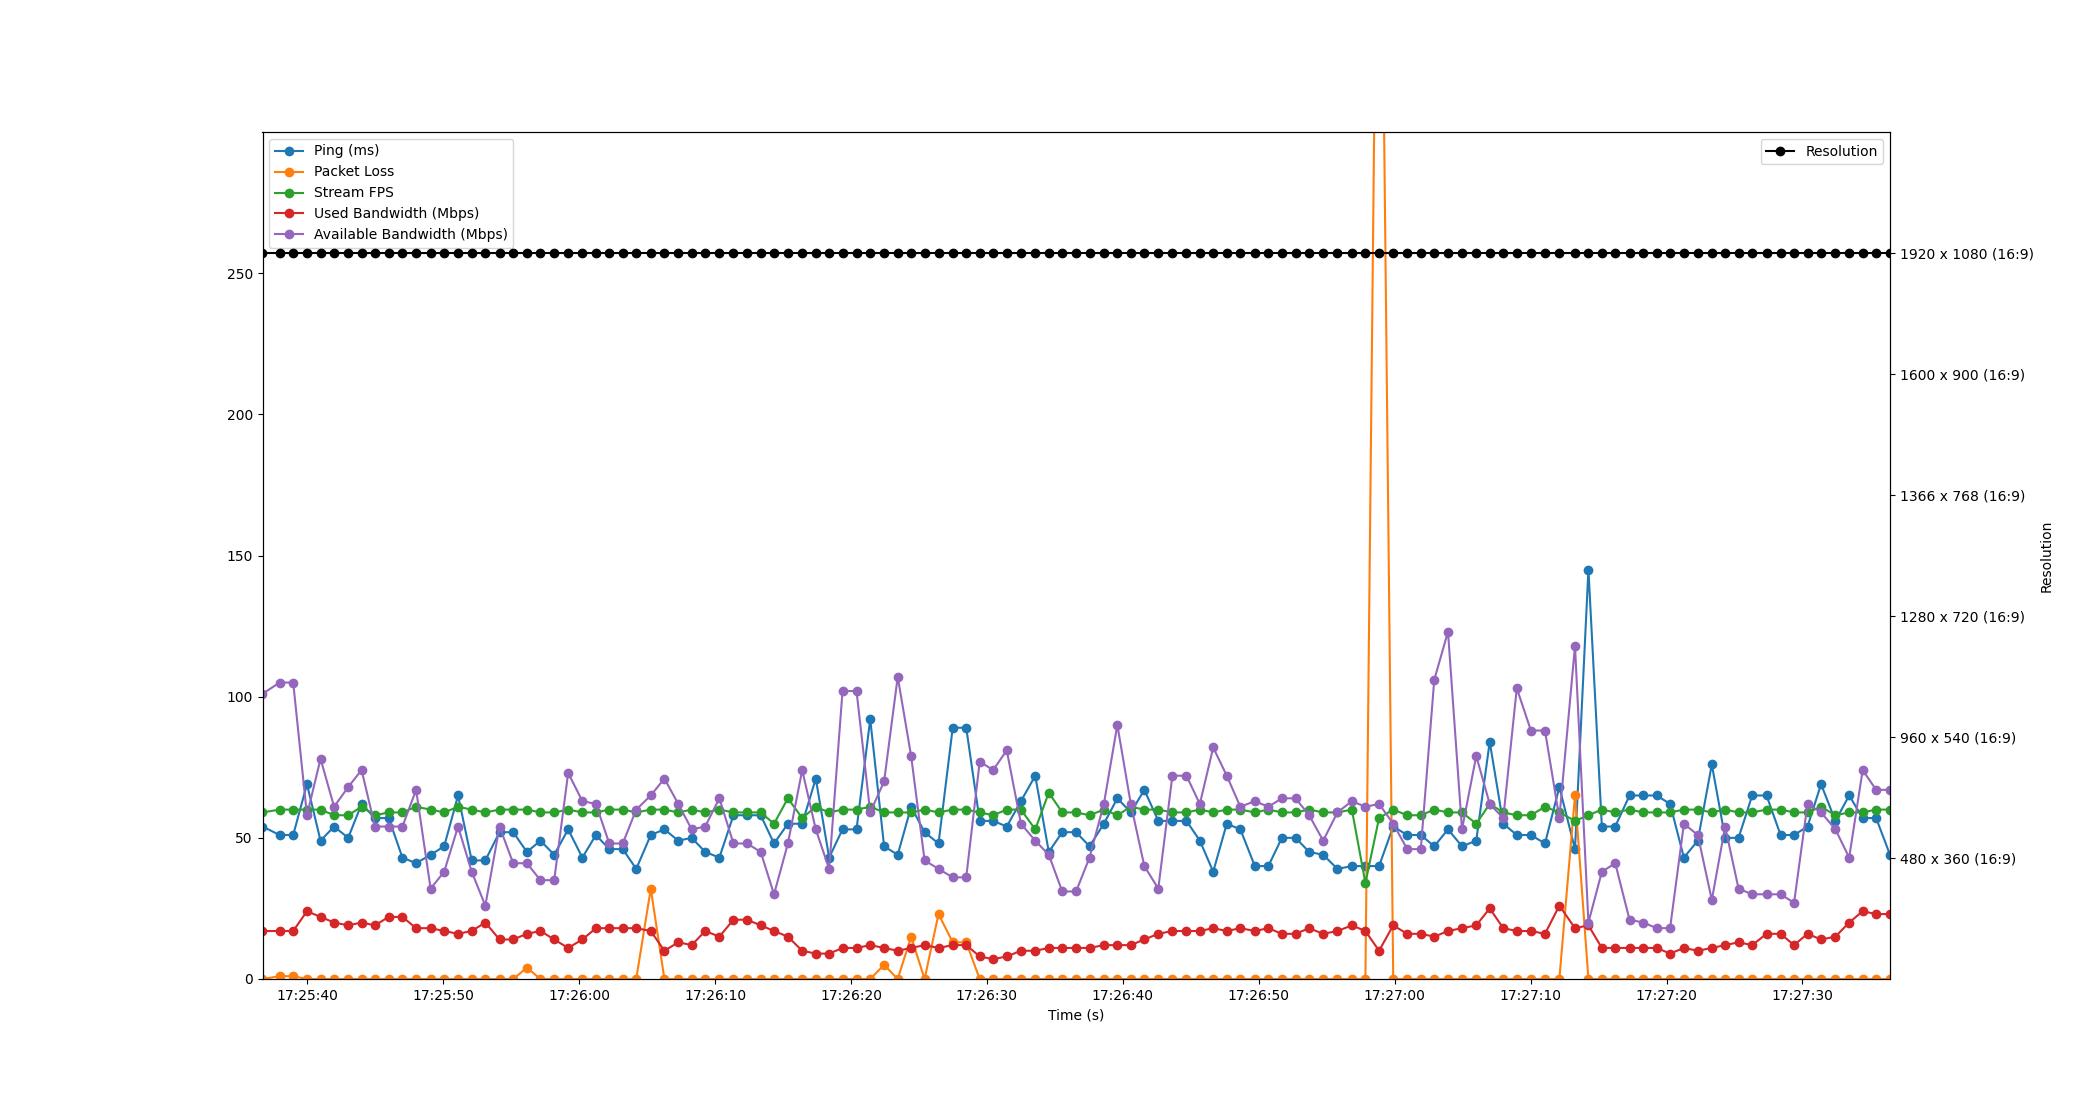 Ping (ms)
Packet Loss
Stream FPS
Used Bandwidth (Mbps)
Available Bandwidth (Mbps)
Resolution
250
200
150
100
50
0
1920 x 1080 (16:9)
1600 x 900 (16:9)
1366 x 768 (16:9)
1280 x 720 (16:9)
960 x 540 (16:9)
480 x 360 (16:9)
Resolution
17:25:40 17:25:50 17:26:00 17:26:10 17:26:20 17:26:30 17:26:40 17:26:50 17:27:00 17:27:10 17:27:20 17:27:30
Time (s)